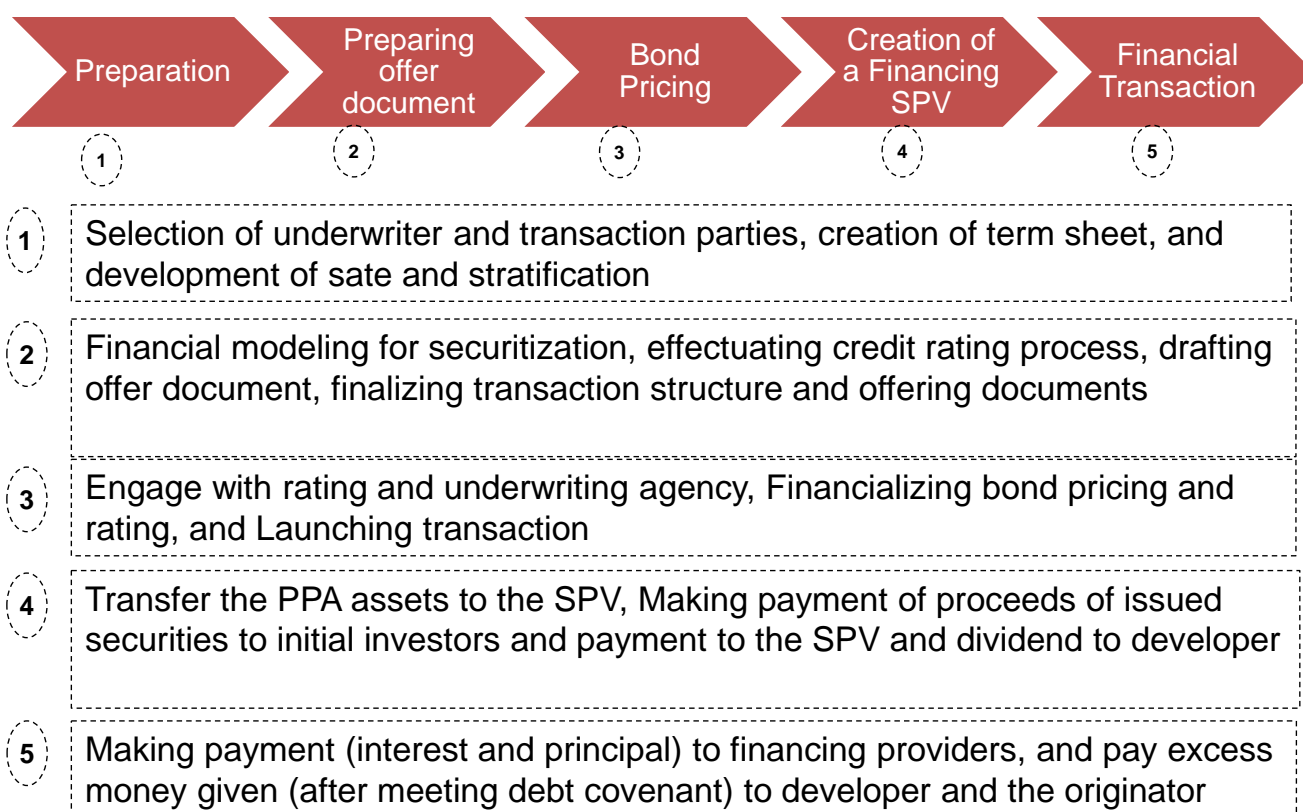 Preparation
Preparing
offer
document
Bond
Pricing
Creation of
a Financing
SPV
Financial
Transaction
1
2
3
4
5
1
Selection of underwriter and transaction parties, creation of term sheet, and
development of sate and stratification
2
Financial modeling for securitization, effectuating credit rating process, drafting
offer document, finalizing transaction structure and offering documents
3
Engage with rating and underwriting agency, Financializing bond pricing and
rating, and Launching transaction
4
Transfer the PPA assets to the SPV, Making payment of proceeds of issued
securities to initial investors and payment to the SPV and dividend to developer
5
Making payment (interest and principal) to financing providers, and pay excess
money given (after meeting debt covenant) to developer and the originator